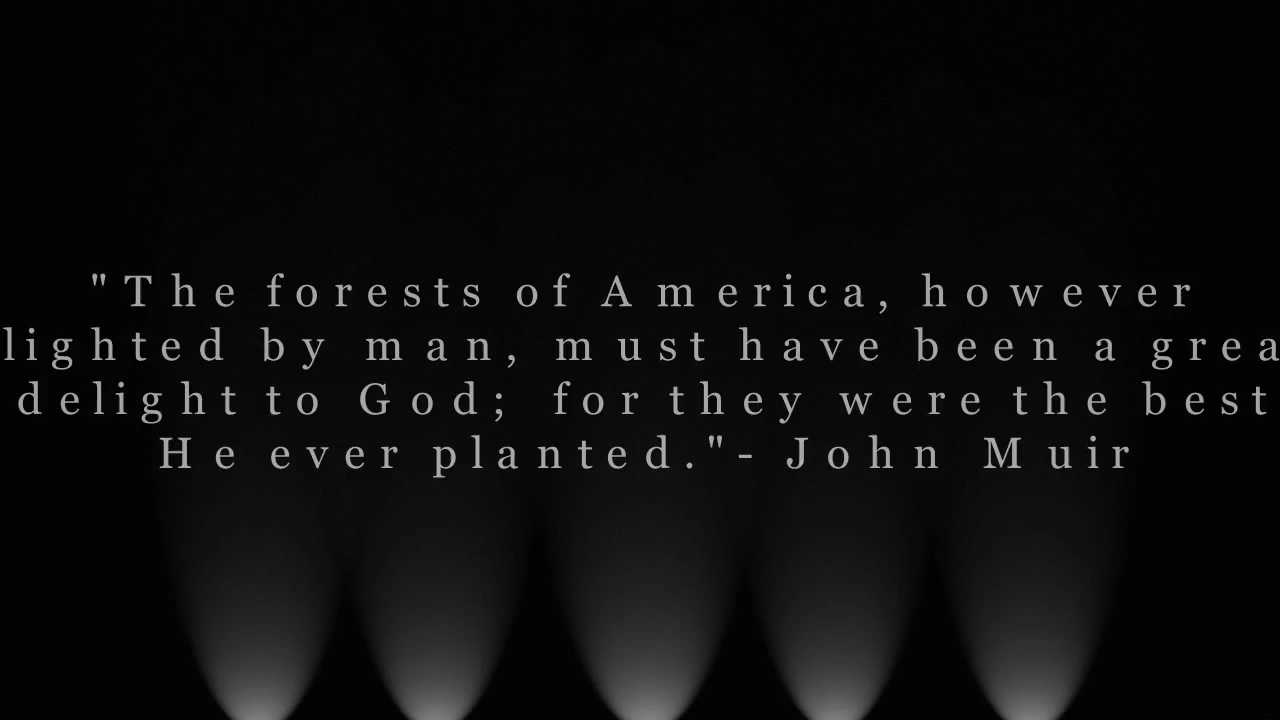 "The forests of America, however
lighted by man, must have been a grea
delight to God; for they were the best
He ever planted."- John Muir